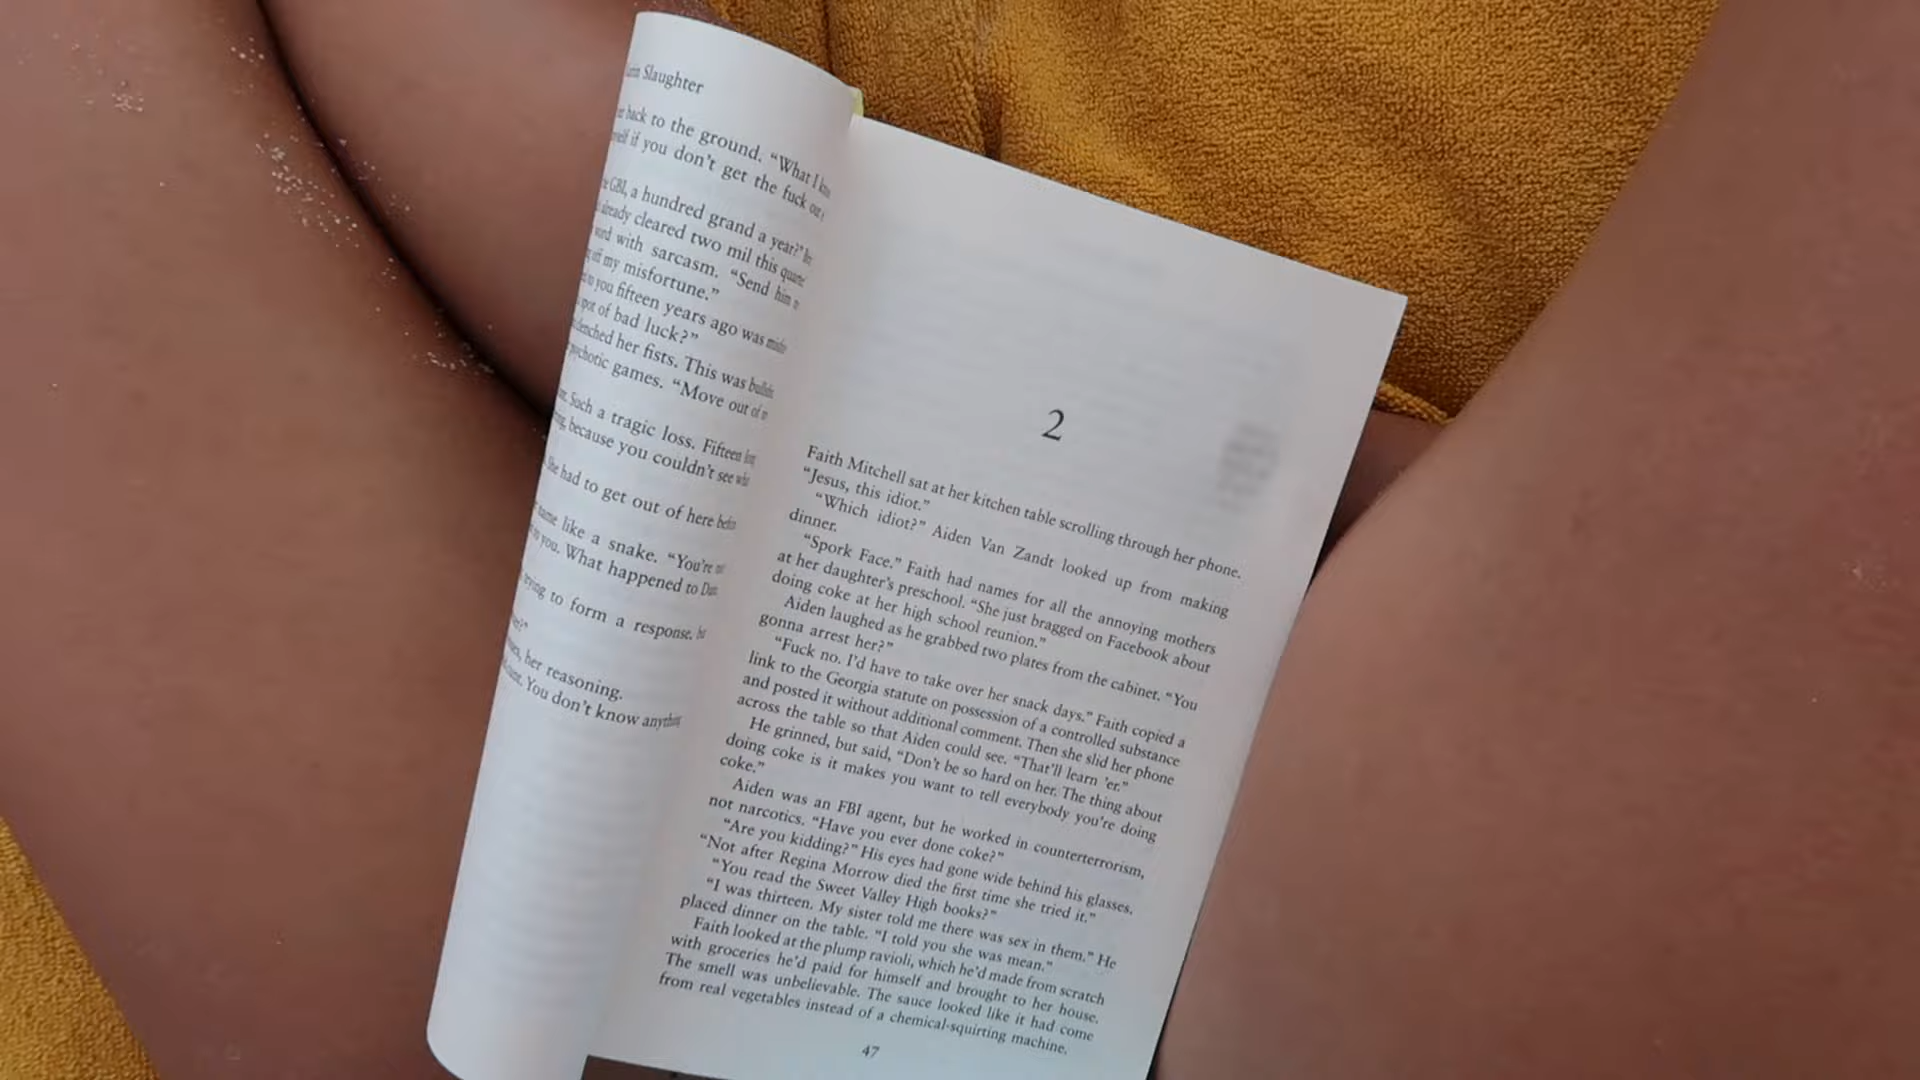 Slaughter
back to the ground. “What I
if you don’t get the fuck out
GBI, a hundred grand a year?”
already cleared two mil this quarter
word with sarcasm. “Send him
off my misfortune.”
to you fifteen years ago was
spot of bad luck?”
clenched her fists. This was
psychotic games. “Move out of
Such a tragic loss. Fifteen
because you couldn’t see
She had to get out of here
name like a snake. “You’re
to you. What happened to
trying to form a response,
her reasoning.
You don’t know anything
2
Faith Mitchell sat at her kitchen table scrolling through her phone.
“Jesus, this idiot.”
“Which idiot?” Aiden Van Zandt looked up from making
dinner.
“Spork Face.” Faith had names for all the annoying mothers
at her daughter’s preschool. “She just bragged on Facebook about
doing coke at her high school reunion.”
Aiden laughed as he grabbed two plates from the cabinet. “You
gonna arrest her?”
“Fuck no. I’d have to take over her snack days.” Faith copied a
link to the Georgia statute on possession of a controlled substance
and posted it without additional comment. Then she slid her phone
across the table so that Aiden could see. “That’ll learn ’er.”
He grinned, but said, “Don’t be so hard on her. The thing about
doing coke is it makes you want to tell everybody you’re doing
coke.”
Aiden was an FBI agent, but he worked in counterterrorism,
not narcotics. “Have you ever done coke?”
“Are you kidding?” His eyes had gone wide behind his glasses.
“Not after Regina Morrow died the first time she tried it.”
“You read the Sweet Valley High books?”
“I was thirteen. My sister told me there was sex in them.” He
placed dinner on the table. “I told you she was mean.”
Faith looked at the plump ravioli, which he’d made from scratch
with groceries he’d paid for himself and brought to her house.
The smell was unbelievable. The sauce looked like it had come
from real vegetables instead of a chemical-squirting machine.
47